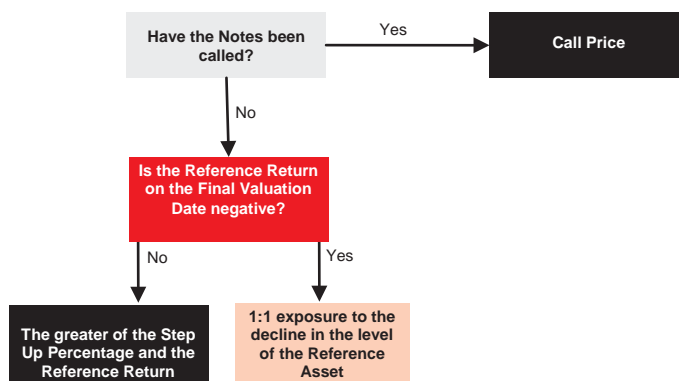 Have the Notes been
called?
Yes
Call Price
No
Is the Reference Return
on the Final Valuation
Date negative?
No
Yes
The greater of the Step
Up Percentage and the
Reference Return
1:1 exposure to the
decline in the level
of the Reference
Asset